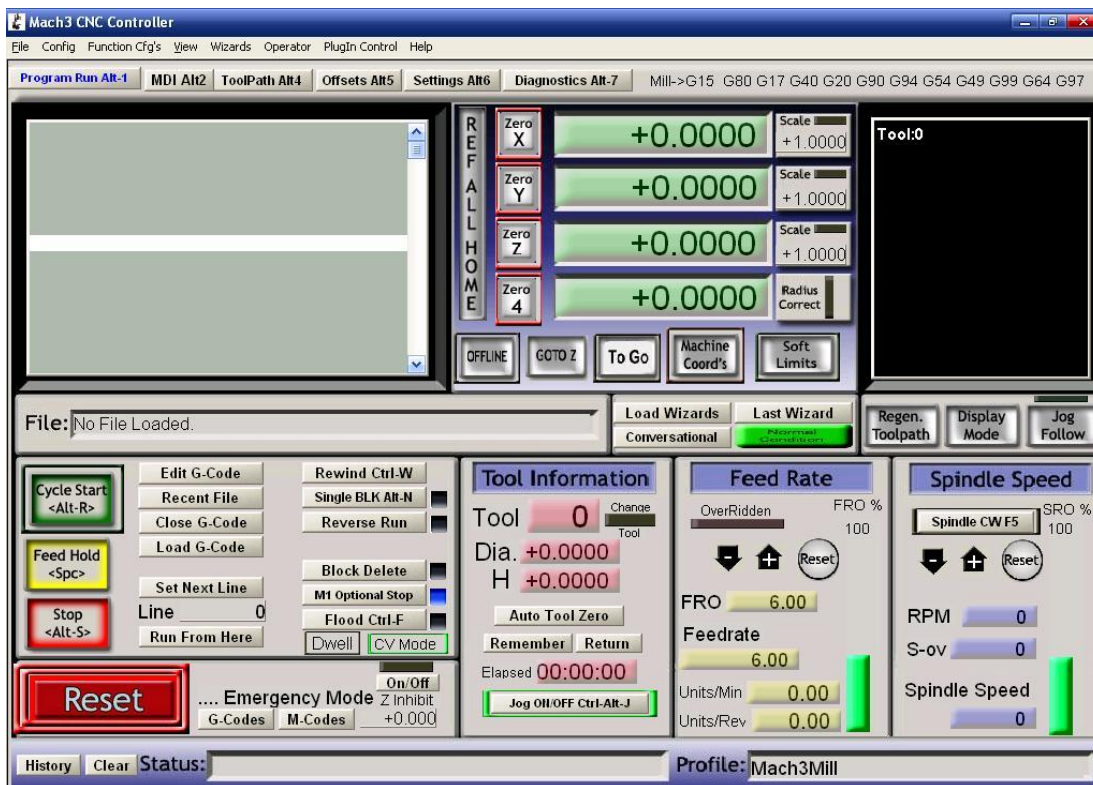 Mach3 CNC Controller
File Config Function Cfg's View Wizards Operator PlugIn Control Help
Program Run Alt-1 MDI Alt2 ToolPath Alt4 Offsets Alt5 Settings Alt6 Diagnostics Alt-7 Mill->G15 G80 G17 G40 G20 G90 G94 G54 G49 G99 G64 G97
REF ALL HOME
Zero X +0.0000 Scale +1.0000
Zero Y +0.0000 Scale +1.0000
Zero Z +0.0000 Scale +1.0000
Zero 4 +0.0000 Radius Correct
OFFLINE GOTO Z To Go Machine Coord's Soft Limits
Tool:0
File: No File Loaded.
Load Wizards Last Wizard
Conversational Normal Condition
Regen. Toolpath Display Mode Jog Follow
Cycle Start <Alt-R>
Feed Hold <Spc>
Stop <Alt-S>
Edit G-Code
Recent File
Close G-Code
Load G-Code
Set Next Line
Line 0
Run From Here
Rewind Ctrl-W
Single BLK Alt-N
Reverse Run
Block Delete
M1 Optional Stop
Flood Ctrl-F
Dwell CV Mode
Reset
.... Emergency Mode
G-Codes M-Codes
On/Off
Z Inhibit
+0.000
Tool Information
Tool 0 Change Tool
Dia. +0.0000
H +0.0000
Auto Tool Zero
Remember Return
Elapsed 00:00:00
Jog ON/OFF Ctrl-Alt-J
Feed Rate
OverRidden FRO %
100
Reset
FRO 6.00
Feedrate
6.00
Units/Min 0.00
Units/Rev 0.00
Spindle Speed
Spindle CW F5 SRO %
100
Reset
RPM 0
S-ov 0
Spindle Speed
0
History Clear Status: Profile: Mach3Mill